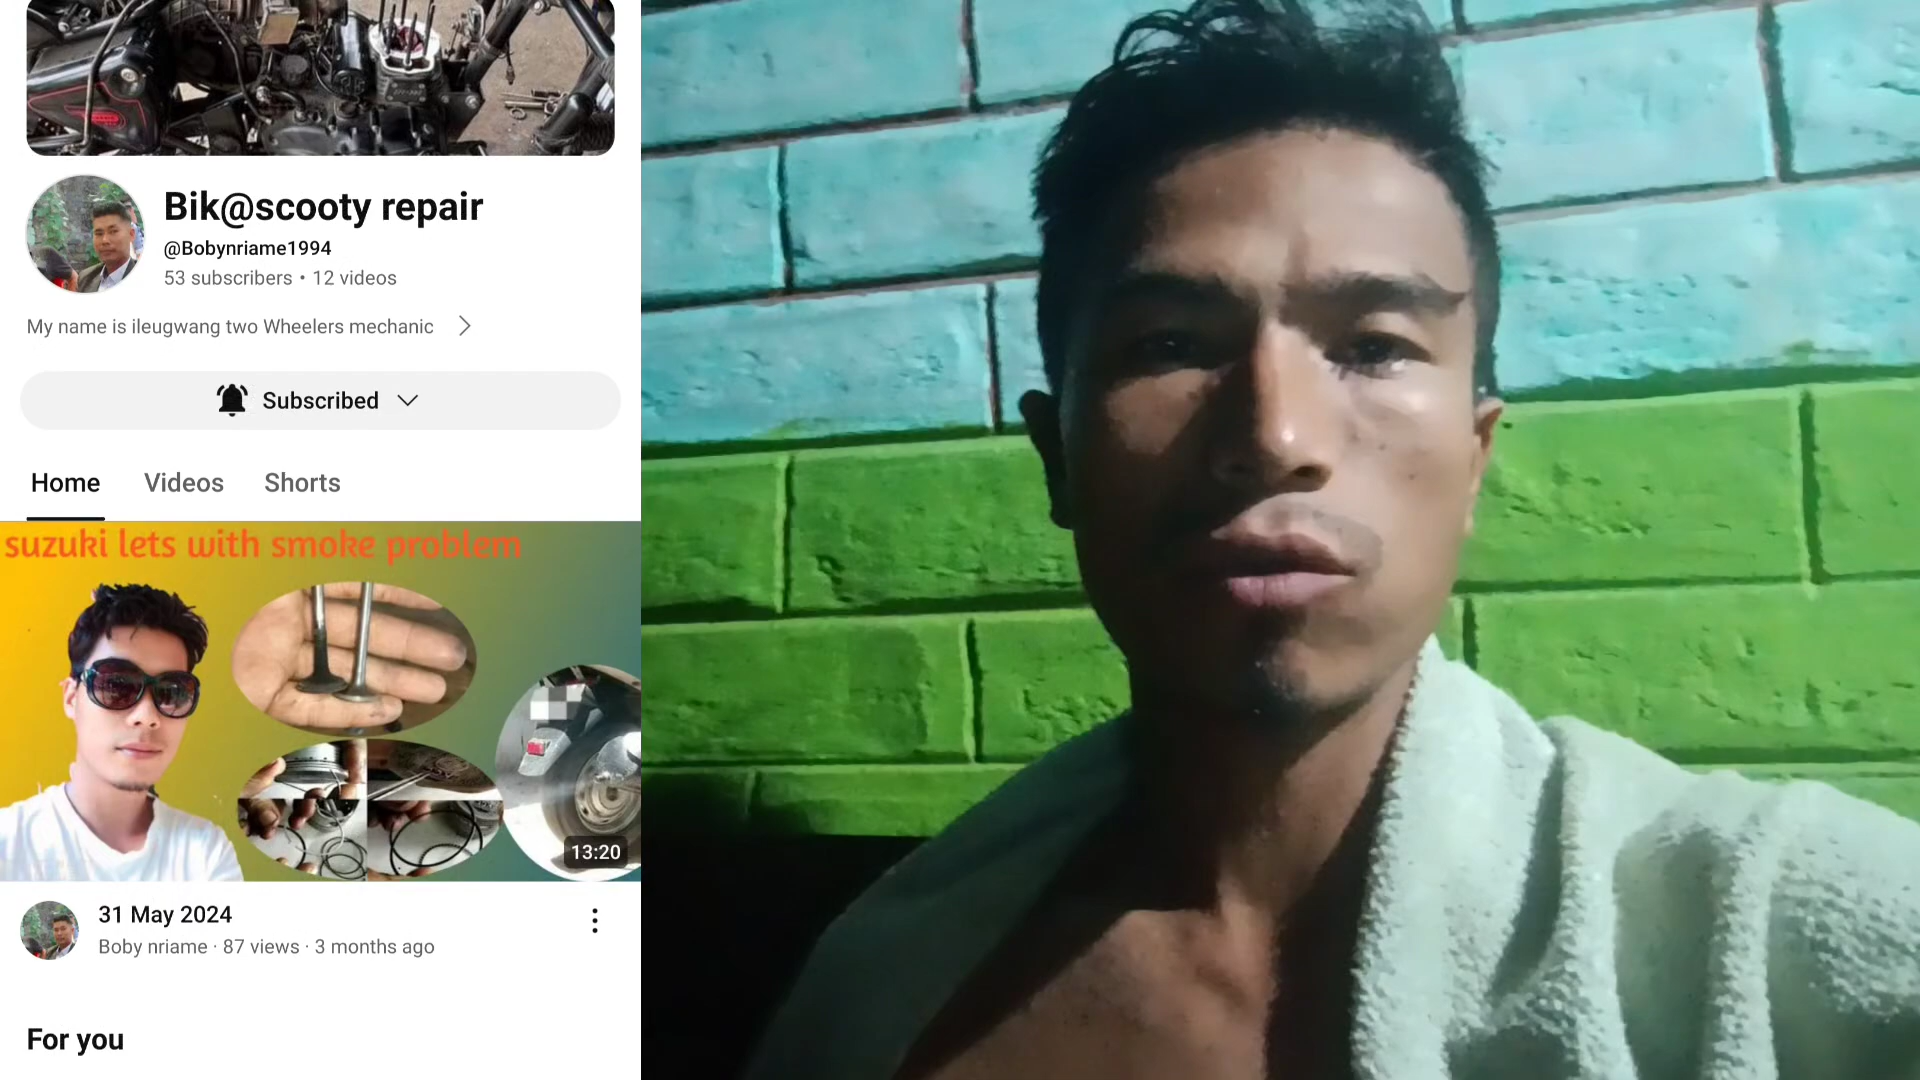 Bik@scooty repair
@Bobynriame1994
53 subscribers • 12 videos
My name is ileugwang two Wheelers mechanic
Subscribed
Home Videos Shorts
suzuki lets with smoke problem
13:20
31 May 2024
Boby nriame · 87 views · 3 months ago
For you